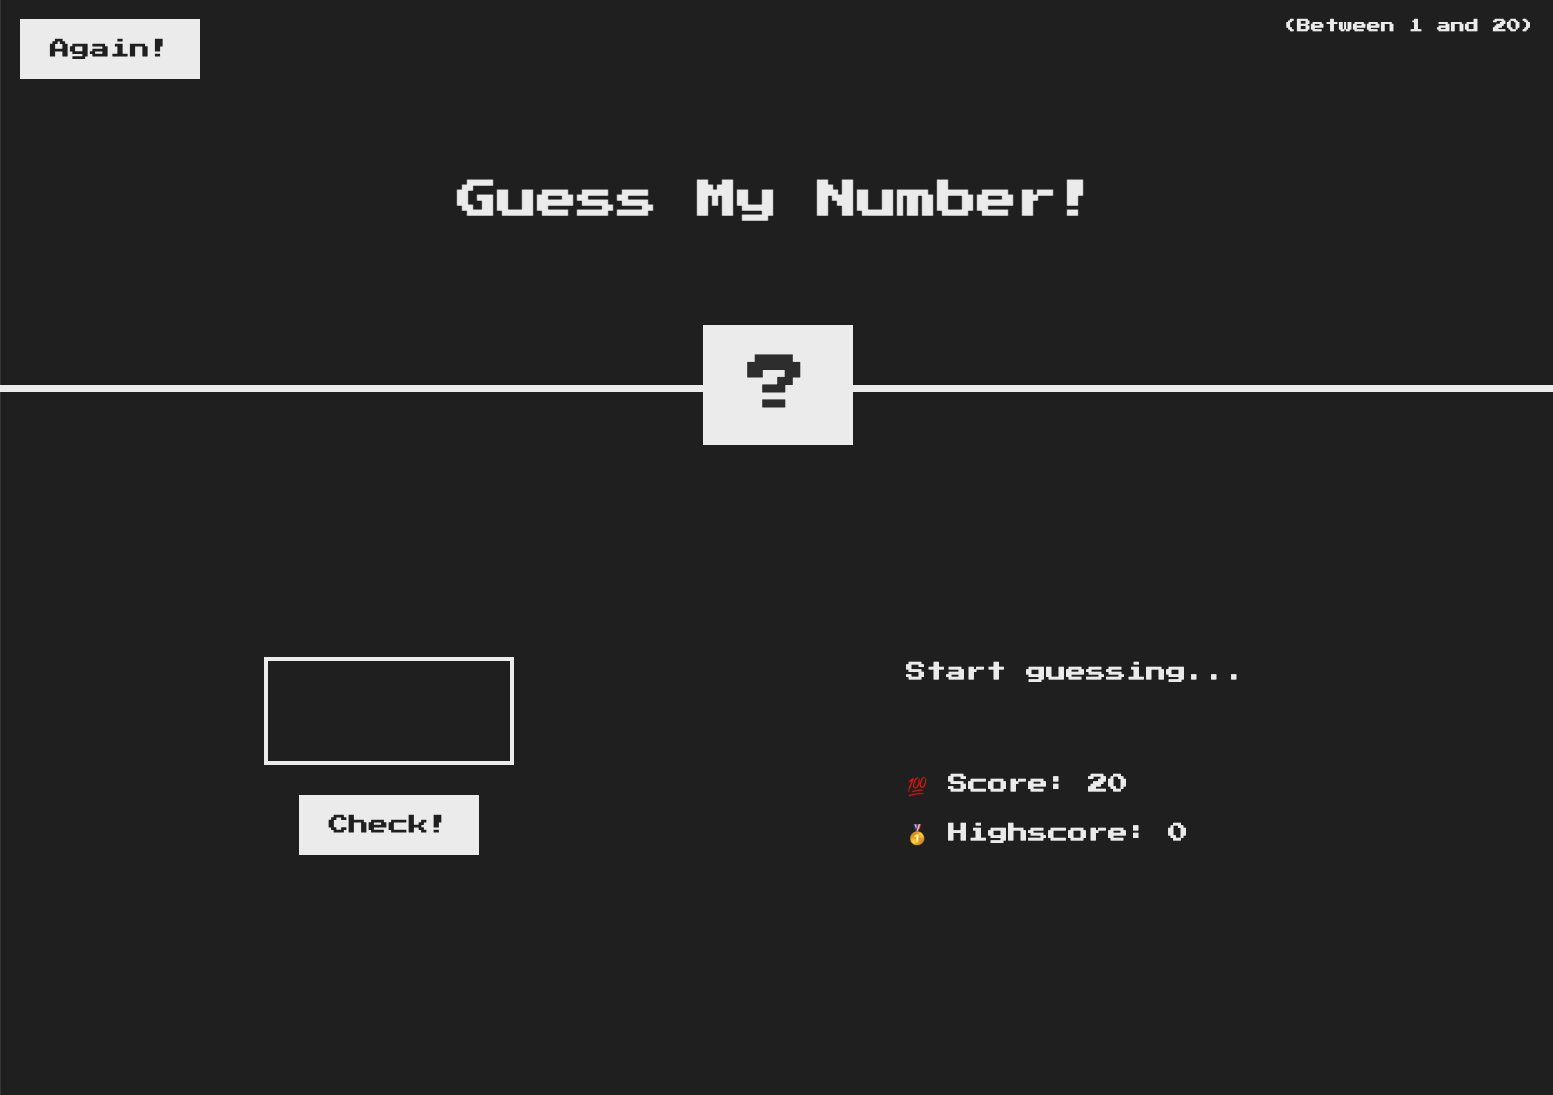 Again!
(Between 1 and 20)
Guess My Number!
?
Start guessing...
Check!
💯 Score: 20
🥇 Highscore: 0